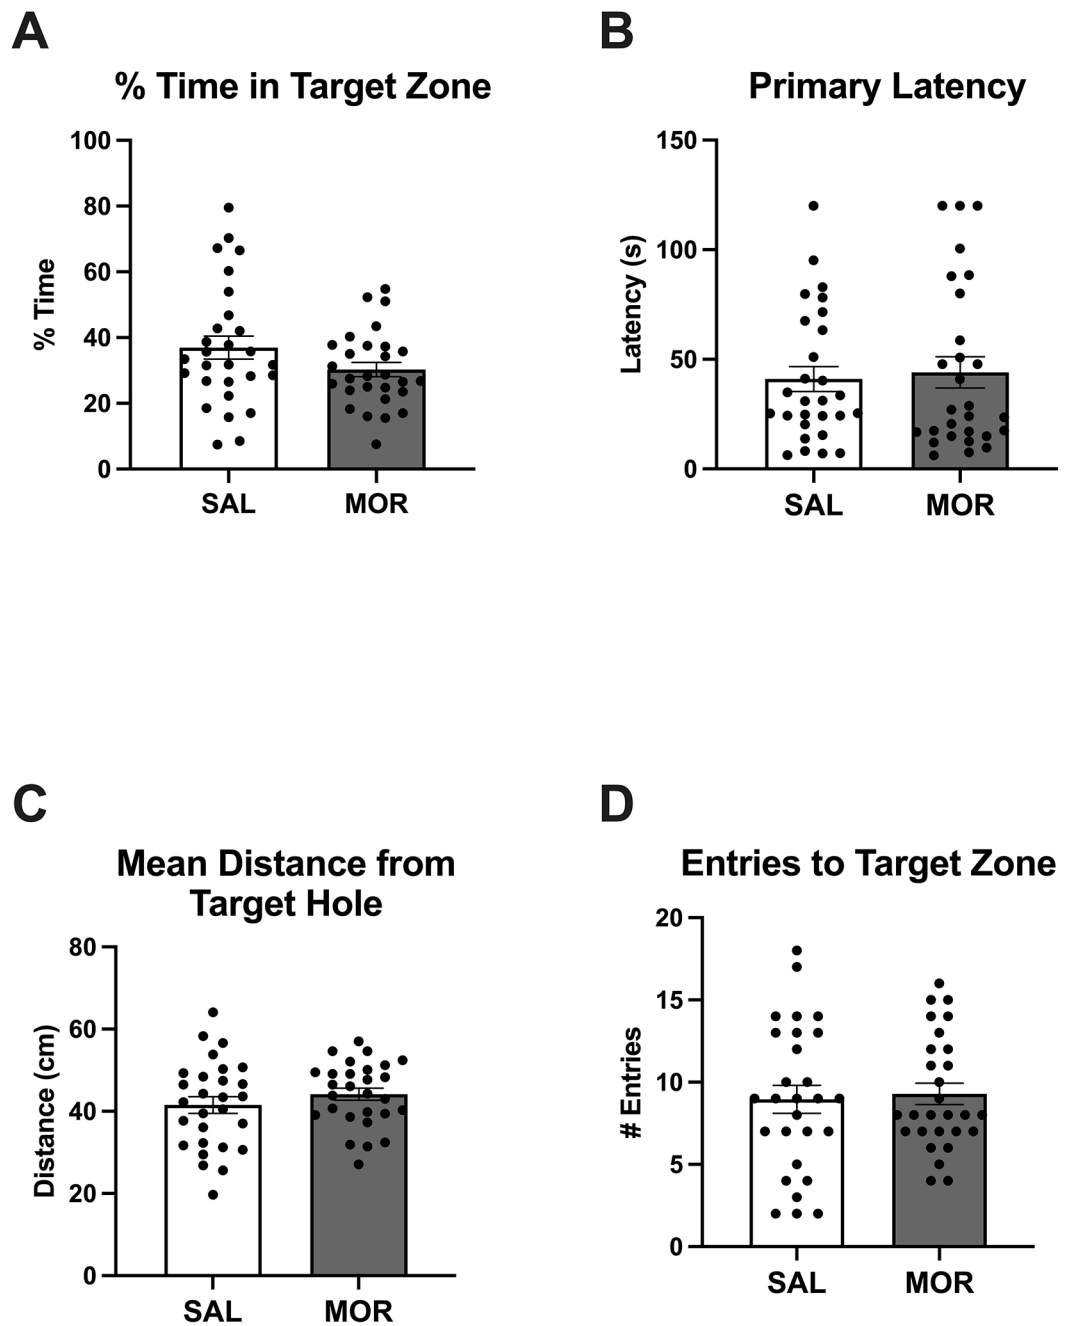 A
% Time in Target Zone
% Time
100
80
60
40
20
0
SAL
MOR
B
Primary Latency
Latency (s)
150
100
50
0
SAL
MOR
C
Mean Distance from
Target Hole
Distance (cm)
80
60
40
20
0
SAL
MOR
D
Entries to Target Zone
# Entries
20
15
10
5
0
SAL
MOR